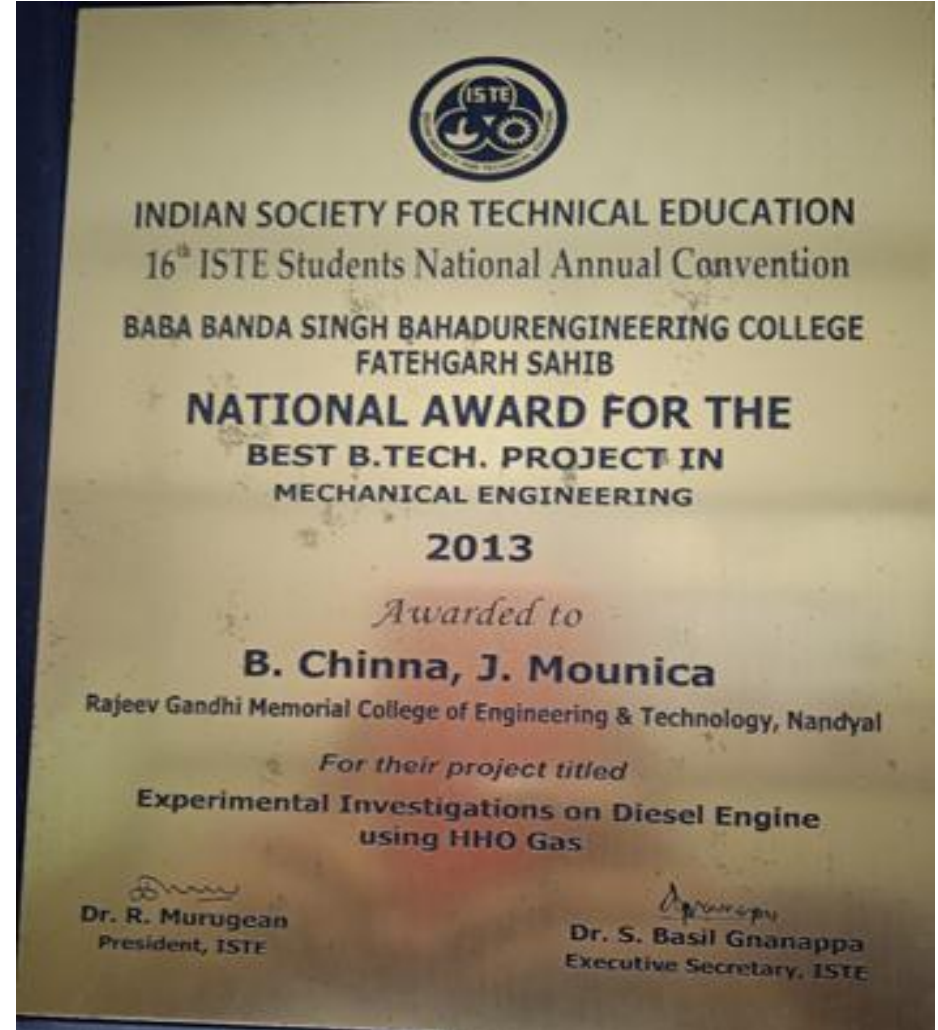 ISTE
INDIAN SOCIETY FOR TECHNICAL EDUCATION
16th ISTE Students National Annual Convention
BABA BANDA SINGH BAHADURENGINEERING COLLEGE
FATEHGARH SAHIB
NATIONAL AWARD FOR THE
BEST B.TECH. PROJECT IN
MECHANICAL ENGINEERING
2013
Awarded to
B. Chinna, J. Mounica
Rajeev Gandhi Memorial College of Engineering & Technology, Nandyal
For their project titled
Experimental Investigations on Diesel Engine
using HHO Gas
Dr. R. Murugean
President, ISTE
Dr. S. Basil Gnanappa
Executive Secretary, ISTE